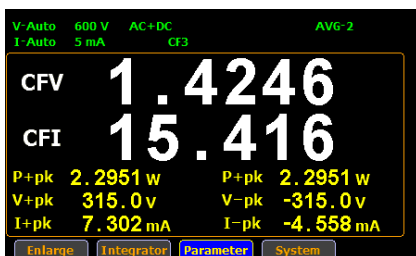 V-Auto 600 V AC+DC AVG-2
I-Auto 5 mA CF3
CFV 1.4246
CFI 15.416
P+pk 2.2951 W P+pk 2.2951 W
V+pk 315.0 V V-pk -315.0 V
I+pk 7.302 mA I-pk -4.558 mA
Enlarge Integrator Parameter System